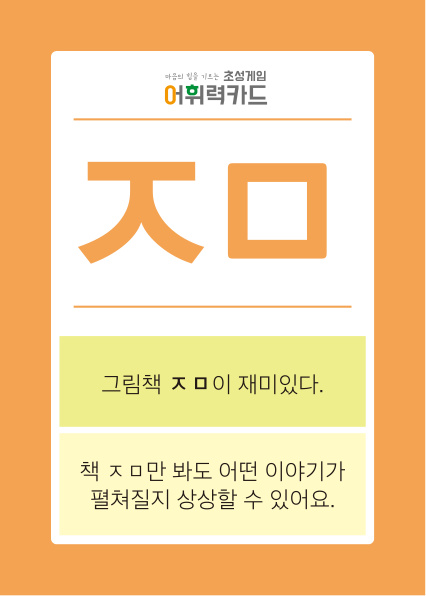 마음의 힘을 기르는 초성게임
어휘력카드
ㅈㅁ
그림책 ㅈㅁ이 재미있다.
책 ㅈㅁ만 봐도 어떤 이야기가
펼쳐질지 상상할 수 있어요.